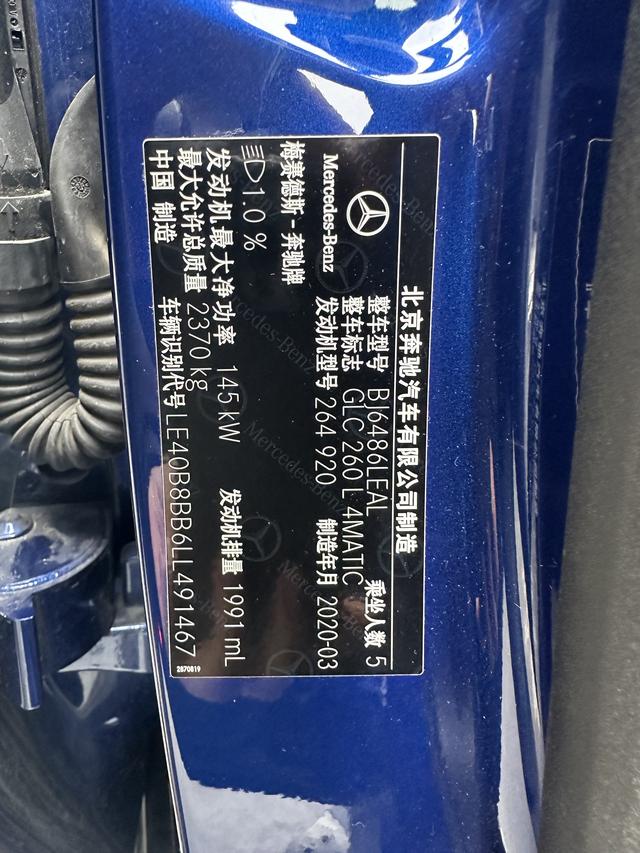 北京奔驰汽车有限公司制造
Mercedes-Benz
梅赛德斯-奔驰牌
整车型号 BJ6486LEAL 乘坐人数 5
整车标志 GLC 260 L 4MATIC
发动机型号 264 920 制造年月 2020-03
1.0 %
发动机最大净功率 145 kW 发动机排量 1991 mL
最大允许总质量 2370 kg
中国 制造 车辆识别代号 LE40B8BB6LL491467
2870819